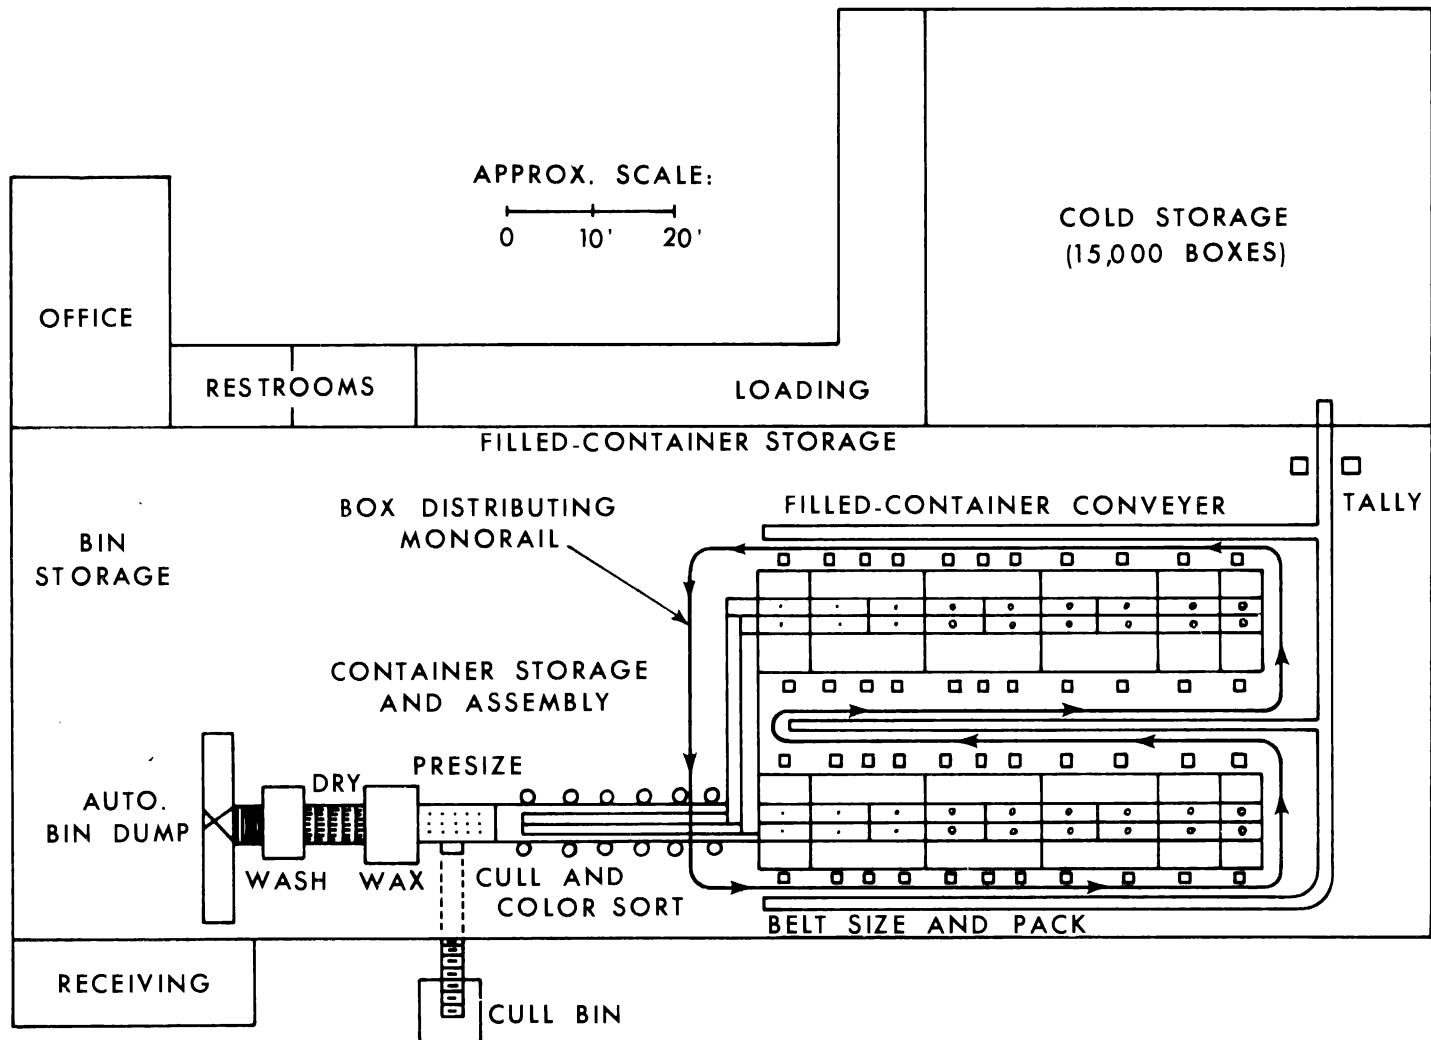 APPROX. SCALE:
0 10' 20'
COLD STORAGE
(15,000 BOXES)
OFFICE
RESTROOMS
LOADING
FILLED-CONTAINER STORAGE
BOX DISTRIBUTING
MONORAIL
FILLED-CONTAINER CONVEYER
TALLY
BIN
STORAGE
CONTAINER STORAGE
AND ASSEMBLY
PRESIZE
DRY
AUTO.
BIN DUMP
WASH
WAX
CULL AND
COLOR SORT
BELT SIZE AND PACK
RECEIVING
CULL BIN